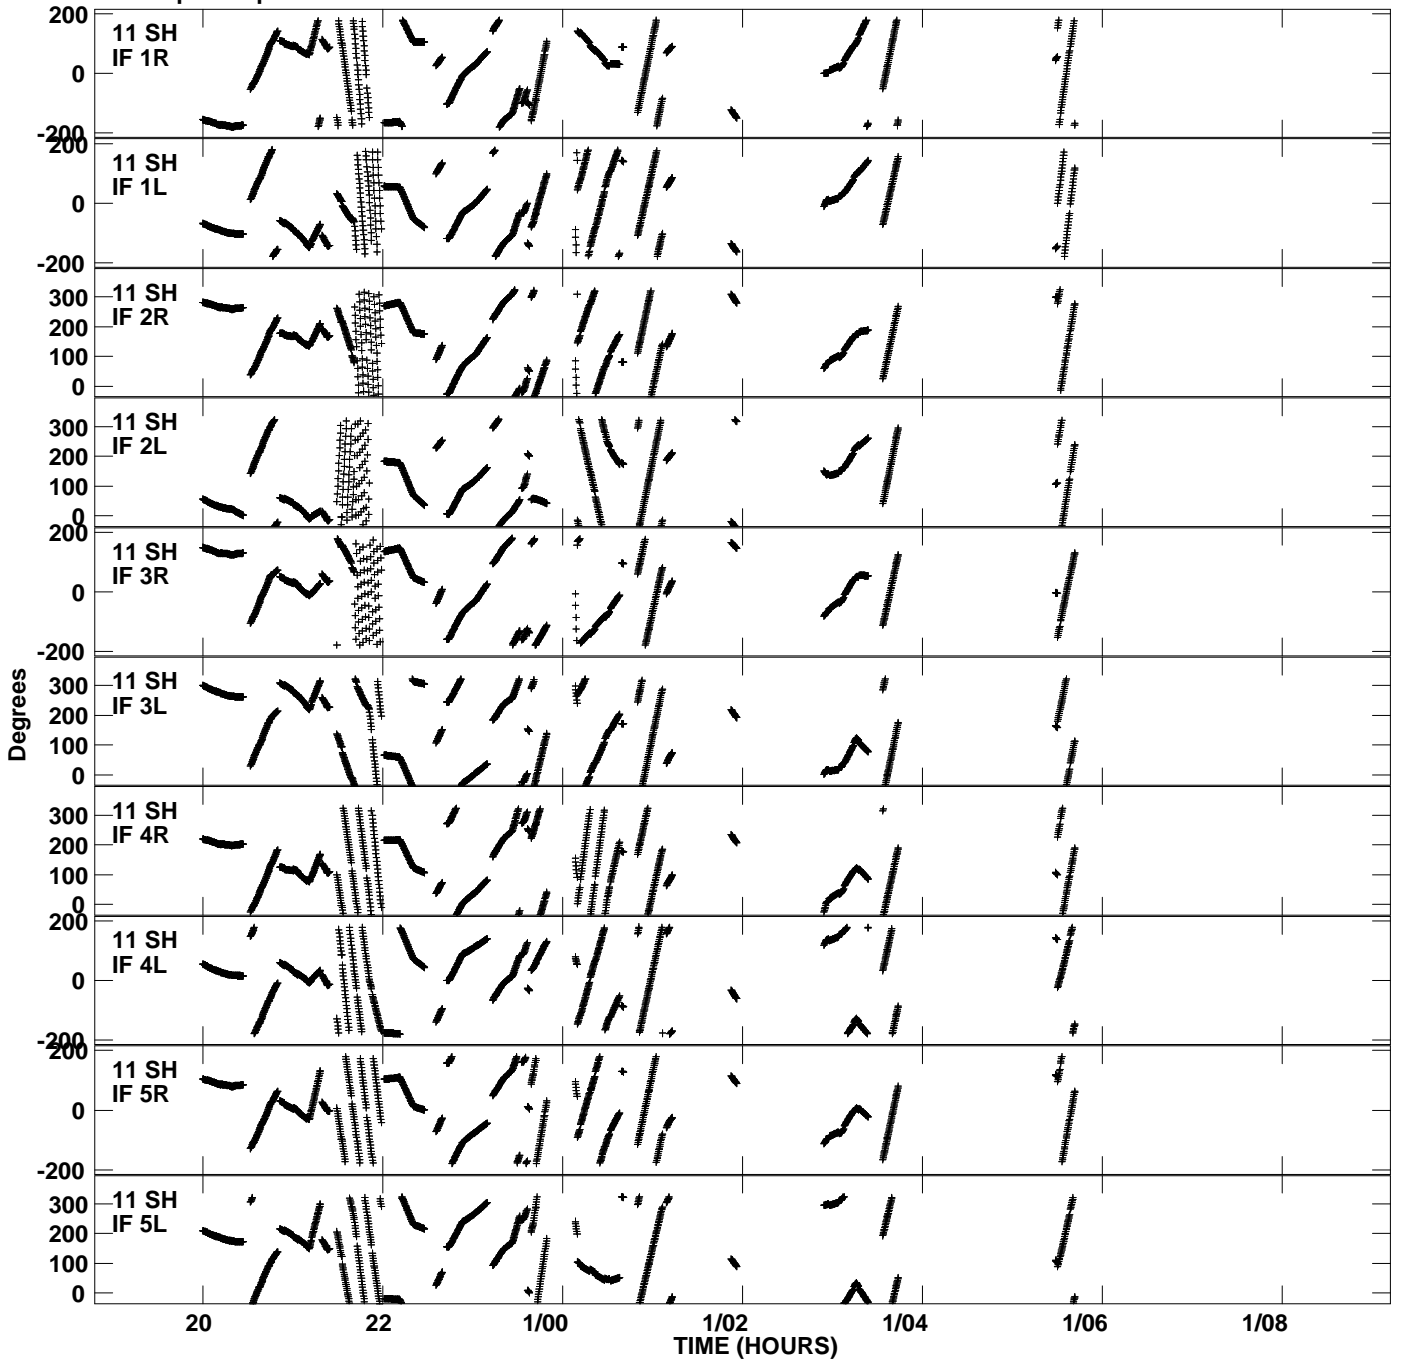 200
0
-200
11 SH
IF 1R
200
0
-200
11 SH
IF 1L
300
200
100
0
11 SH
IF 2R
300
200
100
0
11 SH
IF 2L
200
0
-200
11 SH
IF 3R
300
200
100
0
11 SH
IF 3L
300
200
100
0
11 SH
IF 4R
200
0
-200
11 SH
IF 4L
200
0
-200
11 SH
IF 5R
300
200
100
0
11 SH
IF 5L
Degrees
20 22 1/00 1/02 1/04 1/06 1/08
TIME (HOURS)